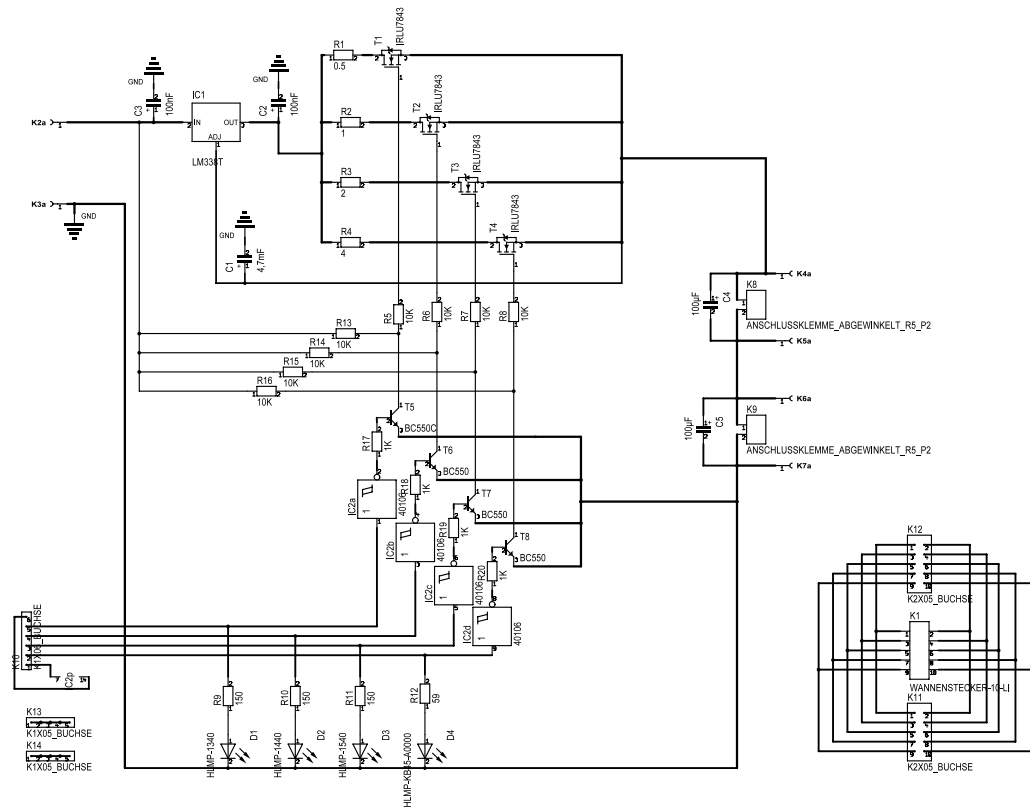 GND
C3
100nF
GND
C2
100nF
R1
0.5
T1
IRLU7843
K2a
IC1
IN
OUT
ADJ
LM338T
R2
1
T2
IRLU7843
R3
2
T3
IRLU7843
K3a
GND
R4
4
T4
IRLU7843
GND
C1
4,7mF
R5
10K
R6
10K
R7
10K
R8
10K
R13
10K
R14
10K
R15
10K
R16
10K
K4a
C4
100µF
K8
ANSCHLUSSKLEMME_ABGEWINKELT_R5_P2
K5a
K6a
C5
100µF
K9
ANSCHLUSSKLEMME_ABGEWINKELT_R5_P2
K7a
T5
BC550C
R17
1K
IC2a
1
40106
T6
BC550
R18
1K
IC2b
1
40106
T7
BC550
R19
1K
IC2c
1
40106
T8
BC550
R20
1K
IC2d
1
40106
K1X06_BUCHSE
K13
K1X05_BUCHSE
K14
K1X05_BUCHSE
R9
150
R10
150
R11
150
R12
59
HLMP-1340
D1
HLMP-1440
D2
HLMP-1540
D3
HLMP-KB45-A0000
D4
K12
K2X05_BUCHSE
K1
WANNENSTECKER-10-LI
K11
K2X05_BUCHSE